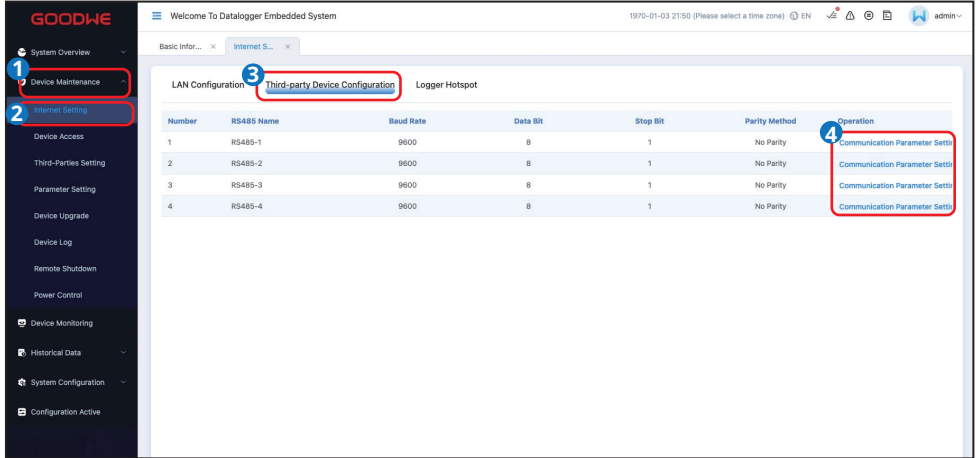 GOODWE
Welcome To Datalogger Embedded System
1970-01-03 21:50 (Please select a time zone) EN
admin
System Overview
Basic Infor... ×
Internet S... ×
1
Device Maintenance
2
Internet Setting
Device Access
Third-Parties Setting
Parameter Setting
Device Upgrade
Device Log
Remote Shutdown
Power Control
Device Monitoring
Historical Data
System Configuration
Configuration Active
LAN Configuration
3
Third-party Device Configuration
Logger Hotspot
Number RS485 Name Baud Rate Data Bit Stop Bit Parity Method Operation
4
1 RS485-1 9600 8 1 No Parity Communication Parameter Settin
2 RS485-2 9600 8 1 No Parity Communication Parameter Settin
3 RS485-3 9600 8 1 No Parity Communication Parameter Settin
4 RS485-4 9600 8 1 No Parity Communication Parameter Settin